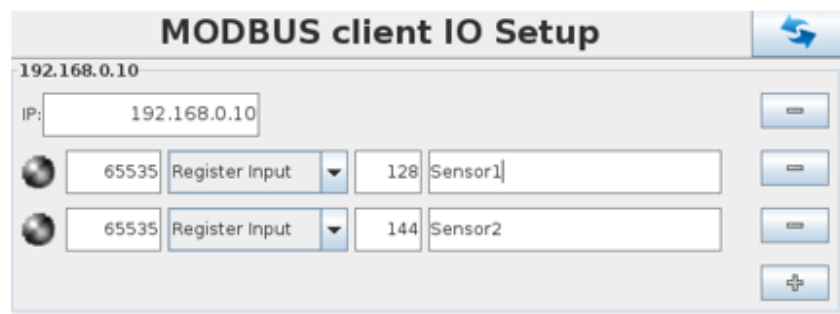 MODBUS client IO Setup
192.168.0.10
IP: 192.168.0.10
65535 Register Input 128 Sensor1
65535 Register Input 144 Sensor2